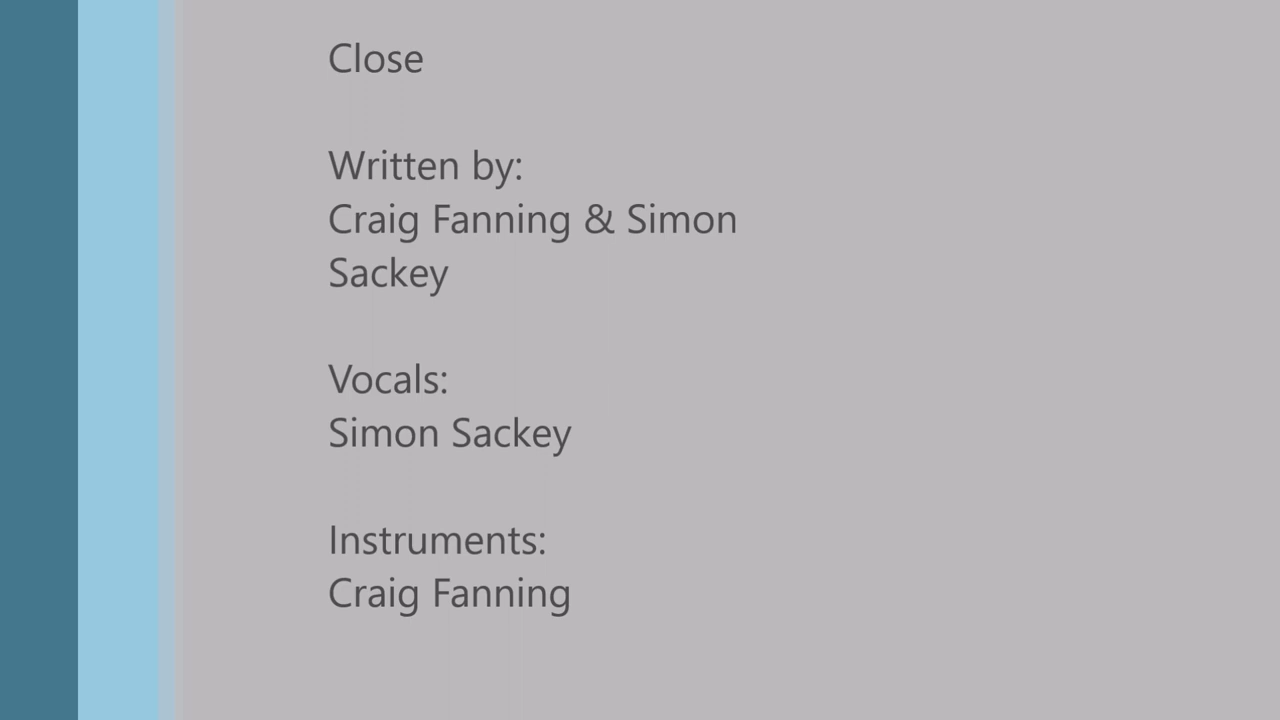 Close
Written by:
Craig Fanning & Simon
Sackey
Vocals:
Simon Sackey
Instruments:
Craig Fanning